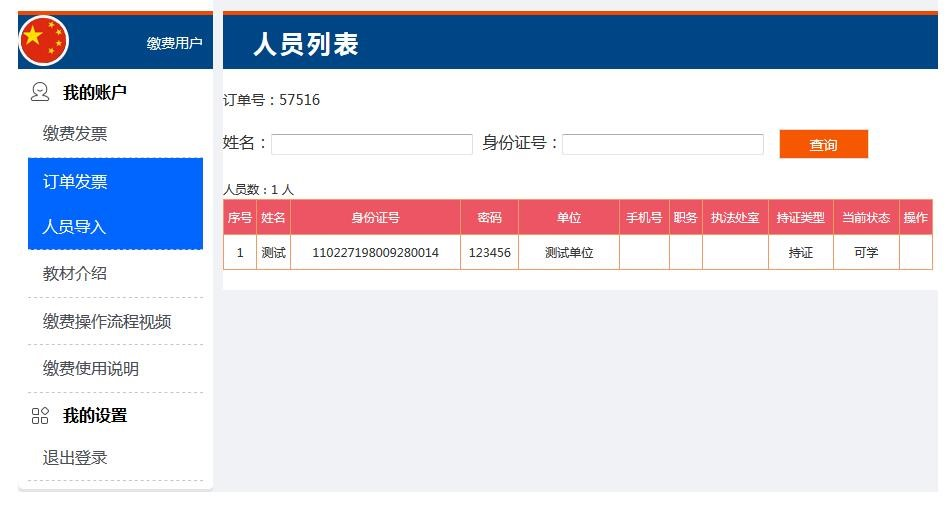 缴费用户
我的账户
缴费发票
订单发票
人员导入
教材介绍
缴费操作流程视频
缴费使用说明
我的设置
退出登录
人员列表
订单号：57516
姓名： 身份证号： 查询
人员数：1 人
序号 姓名 身份证号 密码 单位 手机号 职务 执法处室 持证类型 当前状态 操作
1 测试 110227198009280014 123456 测试单位 持证 可学